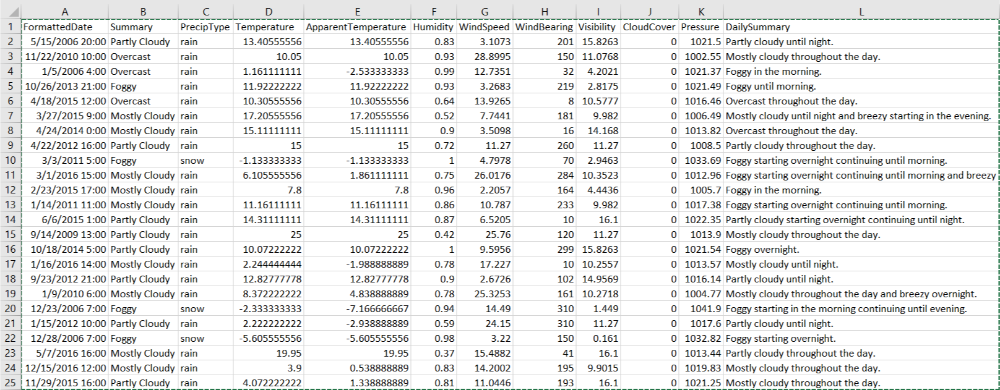 A B C D E F G H I J K L
1 FormattedDate Summary PrecipType Temperature ApparentTemperature Humidity WindSpeed WindBearing Visibility CloudCover Pressure DailySummary
2 5/15/2006 20:00 Partly Cloudy rain 13.40555556 13.40555556 0.83 3.1073 201 15.8263 0 1021.5 Partly cloudy until night.
3 11/22/2010 10:00 Overcast rain 10.05 10.05 0.93 28.8995 150 11.0768 0 1002.55 Mostly cloudy throughout the day.
4 1/5/2006 4:00 Overcast rain 1.161111111 -2.533333333 0.99 12.7351 32 4.2021 0 1021.37 Foggy in the morning.
5 10/26/2013 21:00 Foggy rain 11.92222222 11.92222222 0.93 3.2683 219 2.8175 0 1021.49 Foggy until morning.
6 4/18/2015 12:00 Overcast rain 10.30555556 10.30555556 0.64 13.9265 8 10.5777 0 1016.46 Overcast throughout the day.
7 3/27/2015 9:00 Mostly Cloudy rain 17.20555556 17.20555556 0.52 7.7441 181 9.982 0 1006.49 Mostly cloudy until night and breezy starting in the evening.
8 4/24/2014 0:00 Mostly Cloudy rain 15.11111111 15.11111111 0.9 3.5098 16 14.168 0 1013.82 Overcast throughout the day.
9 4/22/2012 16:00 Partly Cloudy rain 15 15 0.72 11.27 260 11.27 0 1008.5 Partly cloudy throughout the day.
10 3/3/2011 5:00 Foggy snow -1.133333333 -1.133333333 1 4.7978 70 2.9463 0 1033.69 Foggy starting overnight continuing until morning.
11 3/1/2016 15:00 Mostly Cloudy rain 6.105555556 1.861111111 0.75 26.0176 284 10.3523 0 1012.96 Foggy starting overnight continuing until morning and breezy
12 2/23/2015 17:00 Mostly Cloudy rain 7.8 7.8 0.96 2.2057 164 4.4436 0 1005.7 Foggy in the morning.
13 1/14/2011 11:00 Mostly Cloudy rain 11.16111111 11.16111111 0.86 10.787 233 9.982 0 1017.38 Foggy starting overnight continuing until morning.
14 6/6/2015 1:00 Partly Cloudy rain 14.31111111 14.31111111 0.87 6.5205 10 16.1 0 1022.35 Partly cloudy starting overnight continuing until night.
15 9/14/2009 13:00 Partly Cloudy rain 25 25 0.42 25.76 120 11.27 0 1013.9 Mostly cloudy throughout the day.
16 10/18/2014 5:00 Partly Cloudy rain 10.07222222 10.07222222 1 9.5956 299 15.8263 0 1021.54 Foggy overnight.
17 1/16/2016 14:00 Mostly Cloudy rain 2.244444444 -1.988888889 0.78 17.227 10 10.2557 0 1013.57 Mostly cloudy until night.
18 9/23/2012 21:00 Partly Cloudy rain 12.82777778 12.82777778 0.9 2.6726 102 14.9569 0 1016.14 Partly cloudy until night.
19 1/9/2010 6:00 Mostly Cloudy rain 8.372222222 4.838888889 0.78 25.3253 161 10.2718 0 1004.77 Mostly cloudy throughout the day and breezy overnight.
20 12/23/2006 7:00 Foggy snow -2.333333333 -7.166666667 0.94 14.49 310 1.449 0 1041.9 Foggy starting in the morning continuing until evening.
21 1/15/2012 10:00 Partly Cloudy rain 2.222222222 -2.938888889 0.59 24.15 310 11.27 0 1017.6 Partly cloudy until night.
22 12/28/2006 7:00 Foggy snow -5.605555556 -5.605555556 0.98 3.22 150 0.161 0 1032.82 Foggy starting overnight.
23 5/7/2016 16:00 Mostly Cloudy rain 19.95 19.95 0.37 15.4882 41 16.1 0 1013.44 Partly cloudy throughout the day.
24 12/15/2016 12:00 Mostly Cloudy rain 3.9 0.538888889 0.83 14.2002 195 9.9015 0 1019.83 Mostly cloudy throughout the day.
25 11/29/2015 16:00 Partly Cloudy rain 4.072222222 1.338888889 0.81 11.0446 193 16.1 0 1021.25 Mostly cloudy throughout the day.